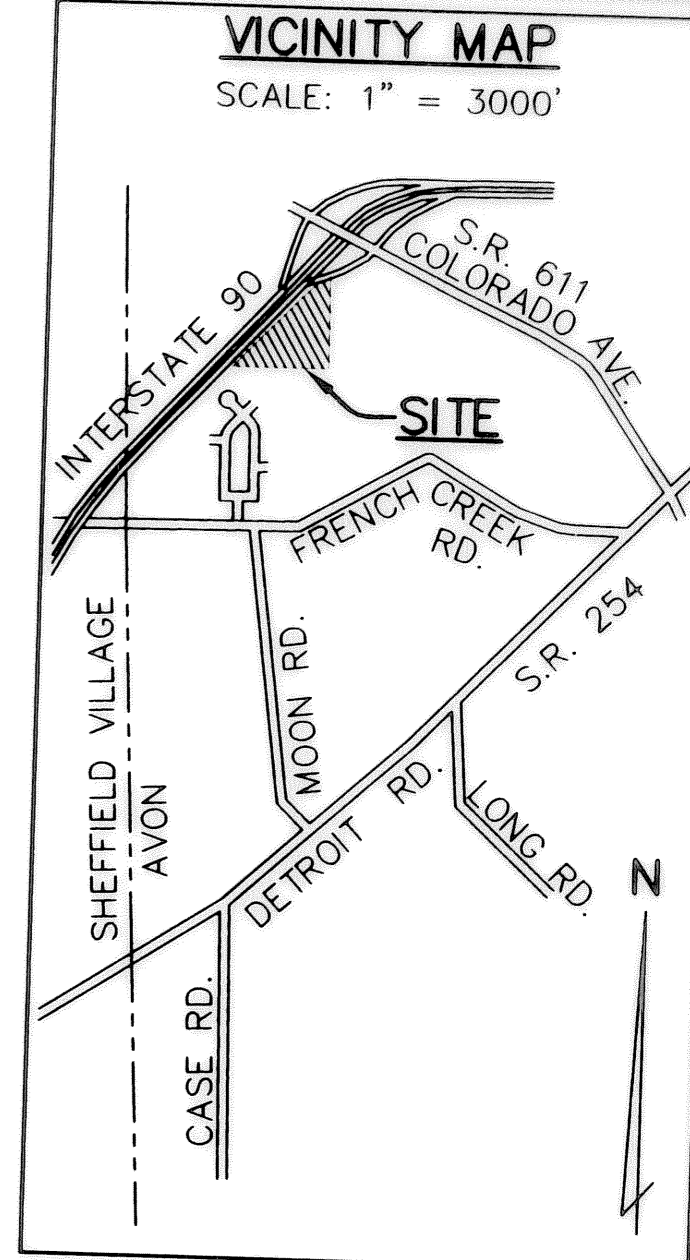 VICINITY MAP
SCALE: 1" = 3000'
S.R. 611
COLORADO AVE.
INTERSTATE 90
SITE
FRENCH CREEK
RD.
S.R. 254
MOON RD.
SHEFFIELD VILLAGE
AVON
DETROIT RD.
LONG RD.
N
CASE RD.